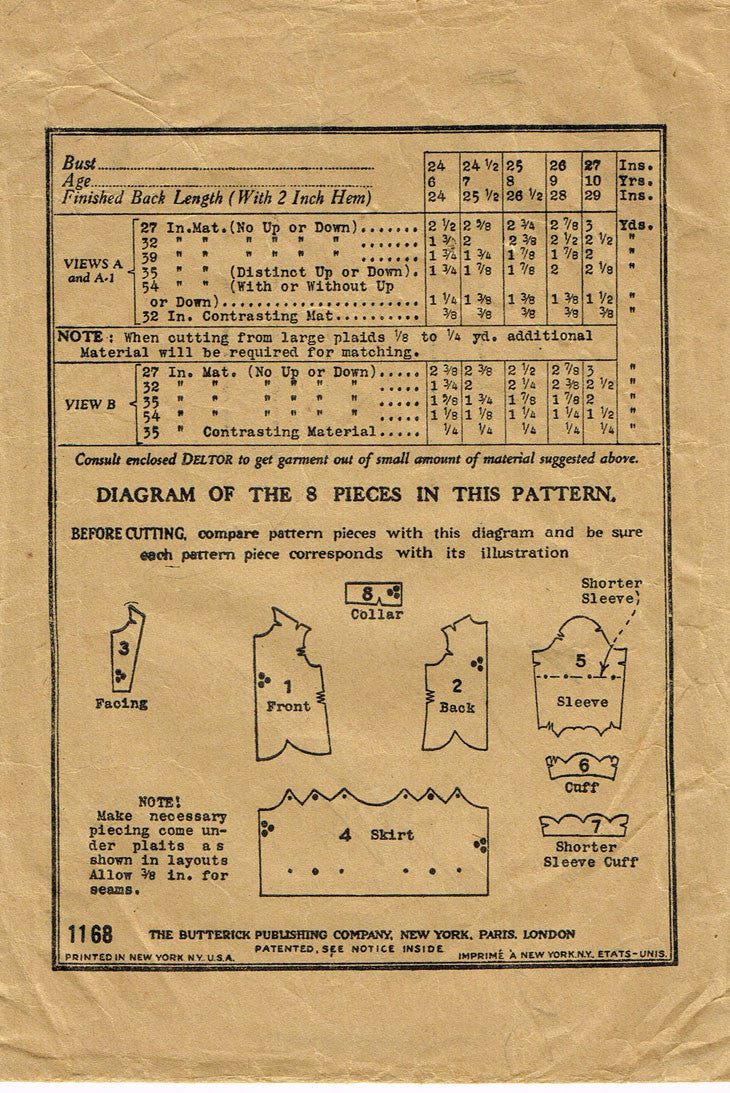 Bust 24 24 ½ 25 26 27 Ins.
Age 6 7 8 9 10 Yrs.
Finished Back Length (With 2 Inch Hem) 24 25 ½ 26 ½ 28 29 Ins.
VIEWS A and A-1
27 In.Mat.(No Up or Down)....... 2 ½ 2 5/8 2 ¾ 2 7/8 3 Yds.
32 " " " " " " ....... 1 ¾ 2 2 3/8 2 ½ 2 ½ "
39 " " " " " " ....... 1 ¾ 1 ¾ 1 7/8 1 7/8 2 "
35 " " (Distinct Up or Down). 1 ¾ 1 7/8 1 7/8 2 2 1/8 "
54 " " (With or Without Up
or Down)........................ 1 ¼ 1 3/8 1 3/8 1 3/8 1 ½ "
32 In. Contrasting Mat.......... 3/8 3/8 3/8 3/8 3/8 "
NOTE: When cutting from large plaids 1/8 to ¼ yd. additional
Material will be required for matching.
VIEW B
27 In. Mat. (No Up or Down)..... 2 3/8 2 3/8 2 ½ 2 7/8 3 "
32 " " " " " " ..... 1 ¾ 2 2 ¼ 2 3/8 2 ½ "
35 " " " " " " ..... 1 5/8 1 ¾ 1 7/8 1 7/8 2 "
54 " " " " " " ..... 1 1/8 1 1/8 1 ¼ 1 ¼ 1 ½ "
35 " Contrasting Material..... ¼ ¼ ¼ ¼ ¼ "
Consult enclosed DELTOR to get garment out of small amount of material suggested above.
DIAGRAM OF THE 8 PIECES IN THIS PATTERN.
BEFORE CUTTING, compare pattern pieces with this diagram and be sure
each pattern piece corresponds with its illustration
8
Collar
Shorter
Sleeve
3
Facing
1
Front
2
Back
5
Sleeve
6
Cuff
7
Shorter
Sleeve Cuff
4 Skirt
NOTE!
Make necessary
piecing come un-
der plaits as
shown in layouts
Allow 3/8 in. for
seams.
1168
THE BUTTERICK PUBLISHING COMPANY, NEW YORK, PARIS, LONDON
PATENTED, SEE NOTICE INSIDE
PRINTED IN NEW YORK N.Y. U.S.A.
IMPRIMÉ À NEW YORK.N.Y. ETATS-UNIS.